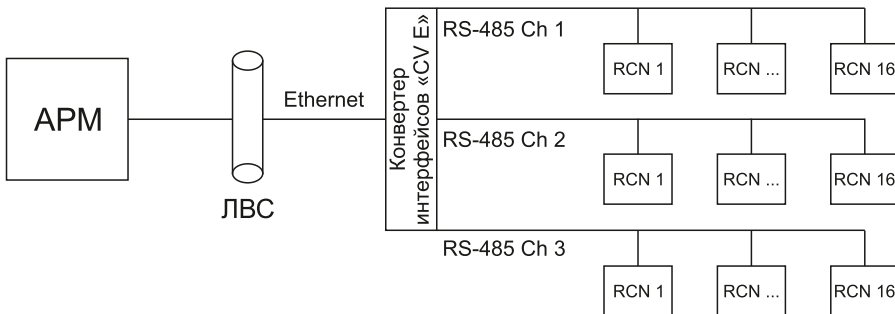 АРМ
ЛВС
Ethernet
Конвертер
интерфейсов «CV E»
RS-485 Ch 1
RCN 1
RCN ...
RCN 16
RS-485 Ch 2
RCN 1
RCN ...
RCN 16
RS-485 Ch 3
RCN 1
RCN ...
RCN 16